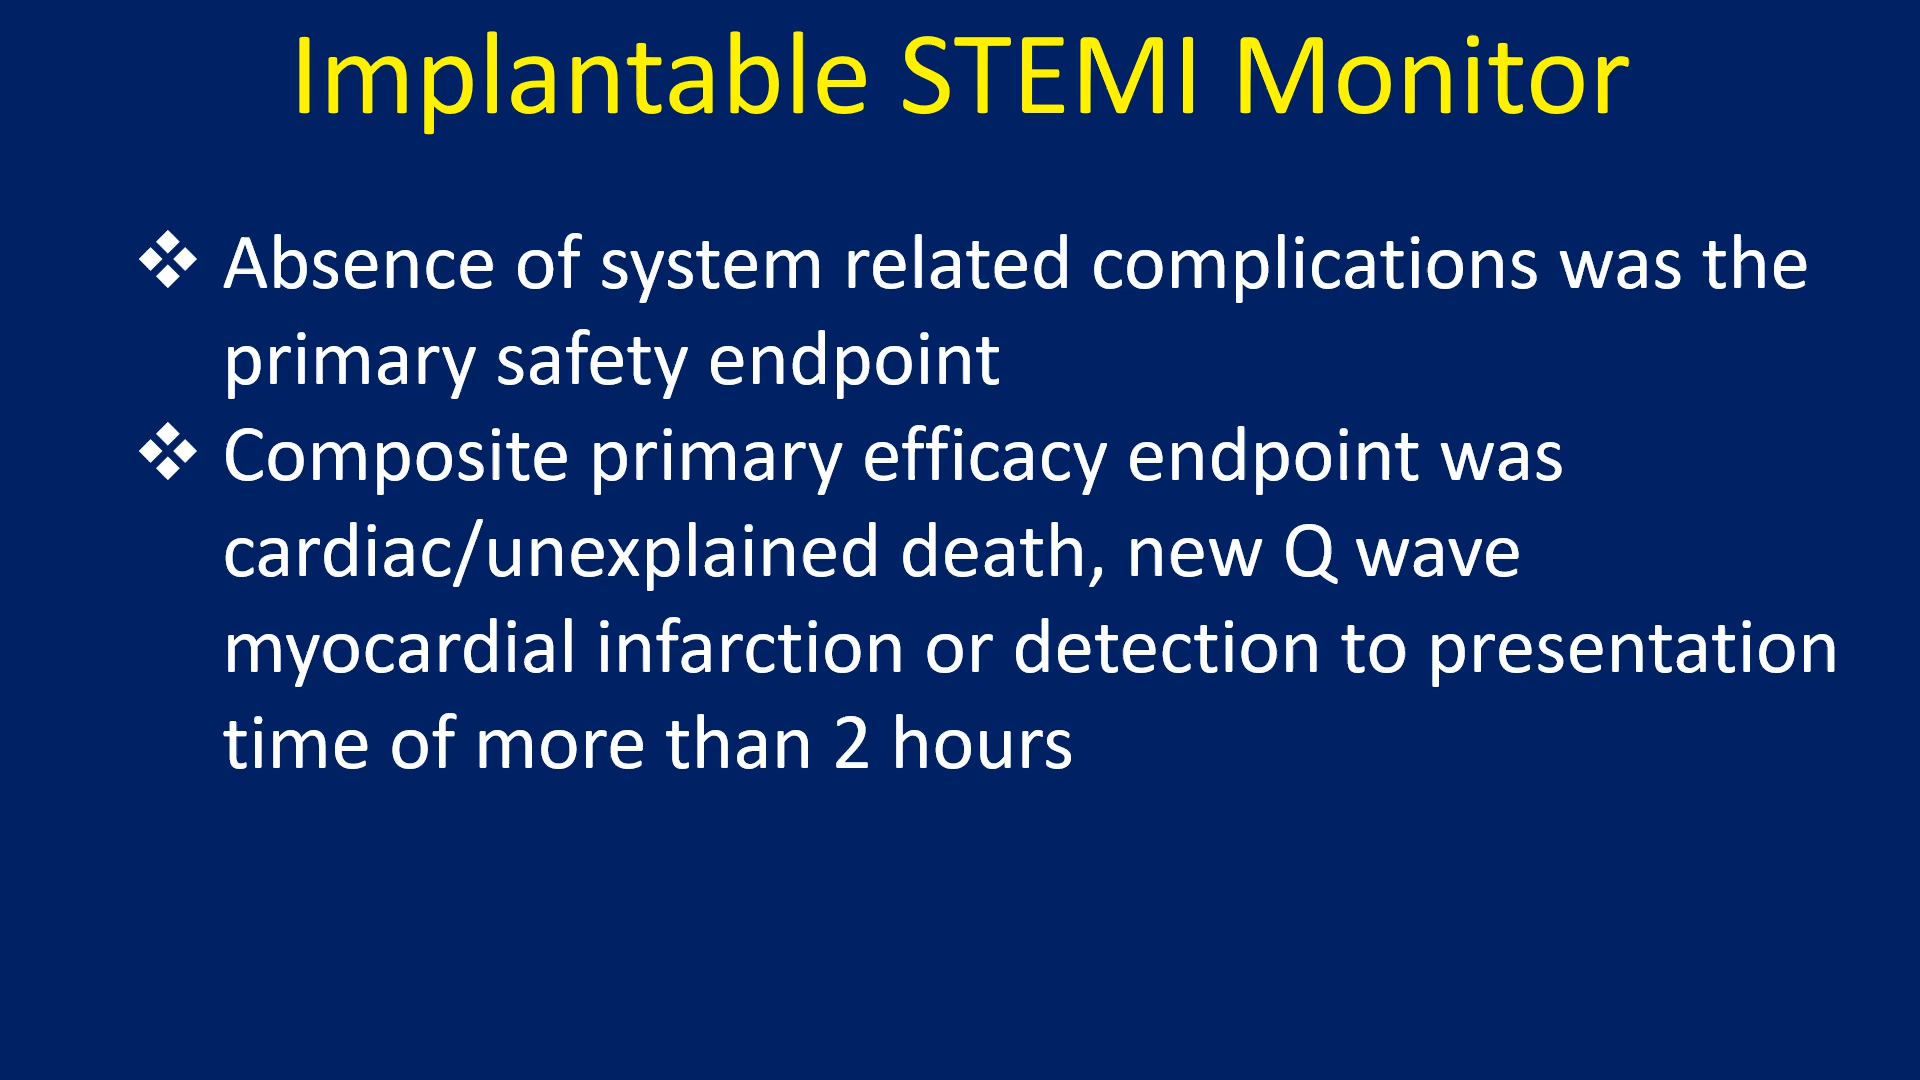 Implantable STEMI Monitor
❖ Absence of system related complications was the
primary safety endpoint
❖ Composite primary efficacy endpoint was
cardiac/unexplained death, new Q wave
myocardial infarction or detection to presentation
time of more than 2 hours